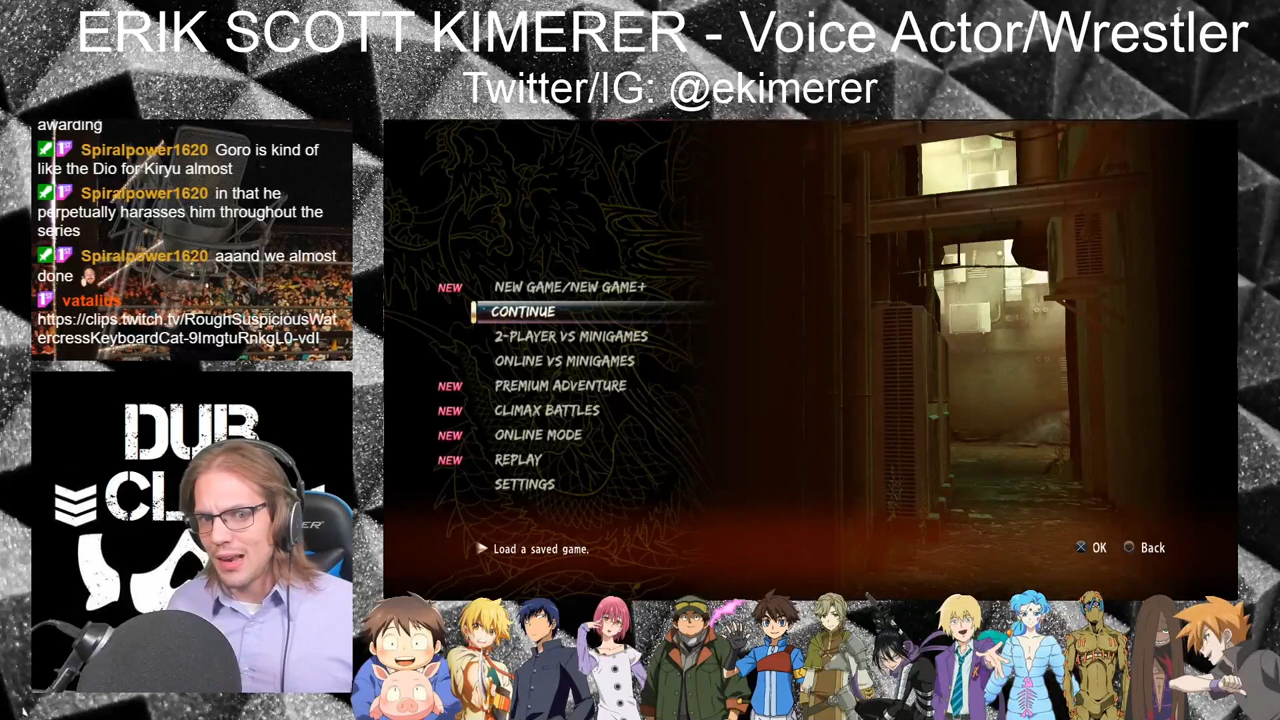 ERIK SCOTT KIMERER - Voice Actor/Wrestler
Twitter/IG: @ekimerer
awarding
Spiralpower1620 Goro is kind of
like the Dio for Kiryu almost
Spiralpower1620 in that he
perpetually harasses him throughout the
series
Spiralpower1620 aaand we almost
done
vatalius
https://clips.twitch.tv/RoughSuspiciousWat
ercressKeyboardCat-9ImgtuRnkgL0-vdI
DUB
CL
NEW NEW GAME/NEW GAME+
CONTINUE
2-PLAYER VS MINIGAMES
ONLINE VS MINIGAMES
NEW PREMIUM ADVENTURE
NEW CLIMAX BATTLES
NEW ONLINE MODE
NEW REPLAY
SETTINGS
Load a saved game.
OK Back